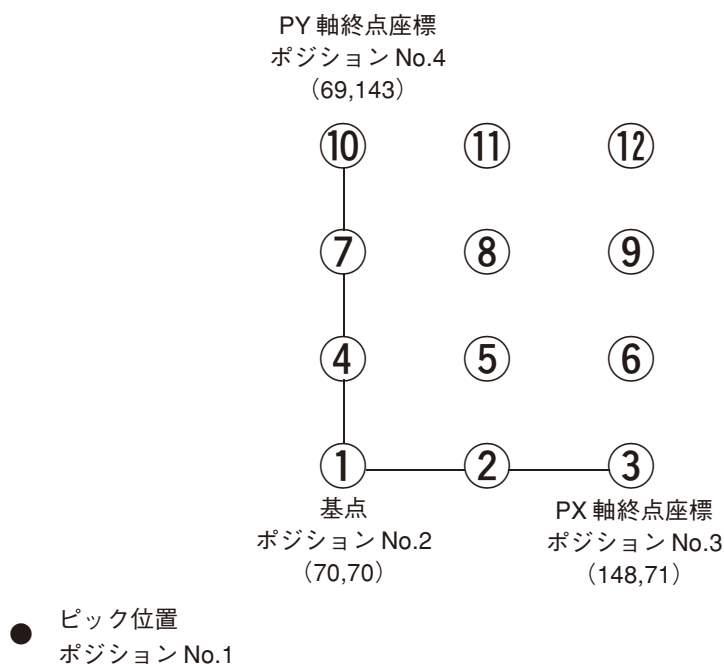 PY 軸終点座標
ポジション No.4
（69,143）
⑩ ⑪ ⑫
⑦ ⑧ ⑨
④ ⑤ ⑥
① ② ③
基点
ポジション No.2
（70,70）
PX 軸終点座標
ポジション No.3
（148,71）
ピック位置
ポジション No.1